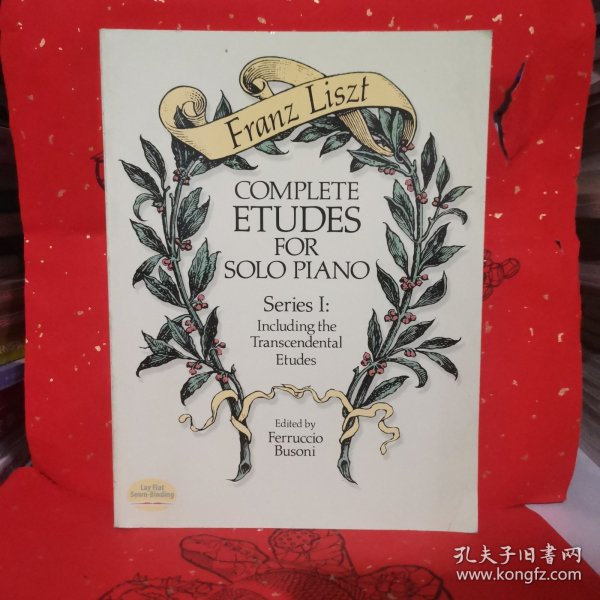 Franz Liszt
COMPLETE
ETUDES
FOR
SOLO PIANO
Series I:
Including the
Transcendental
Etudes
Edited by
Ferruccio
Busoni
Lay Flat
Sewn-Binding
孔夫子旧书网
www.kongfz.com